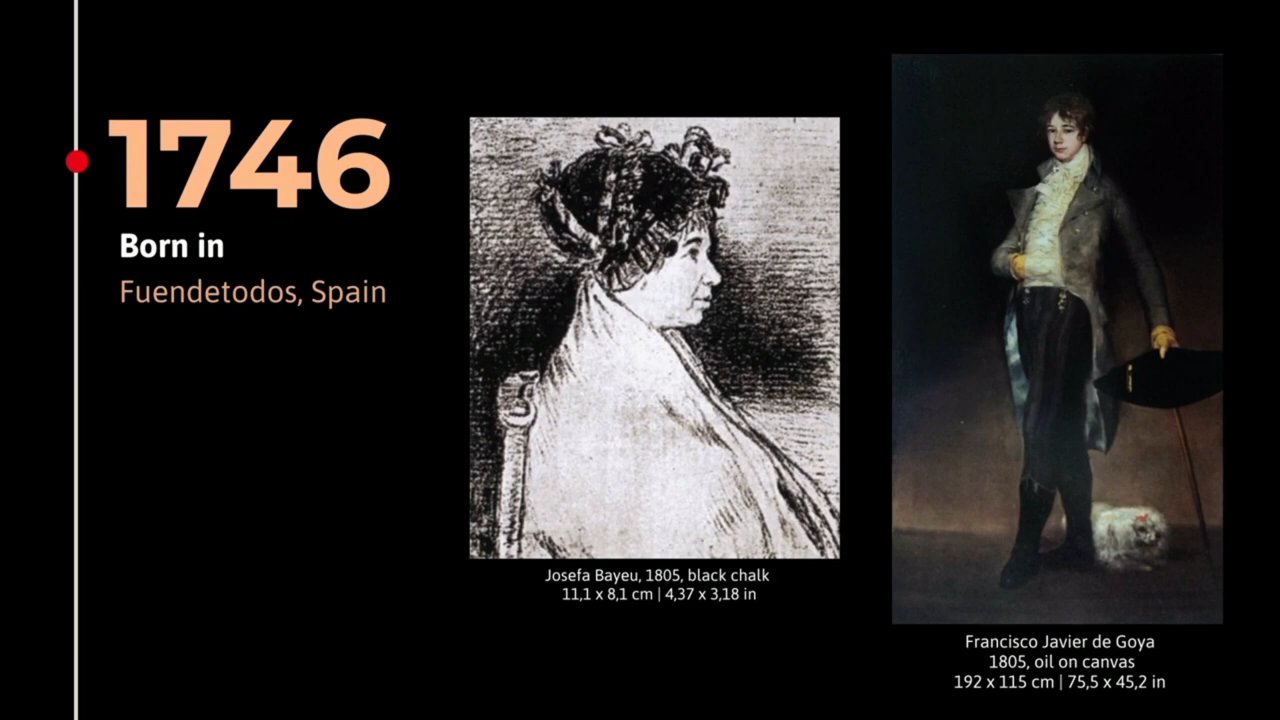 1746
Born in
Fuendetodos, Spain
Josefa Bayeu, 1805, black chalk
11,1 x 8,1 cm | 4,37 x 3,18 in
Francisco Javier de Goya
1805, oil on canvas
192 x 115 cm | 75,5 x 45,2 in